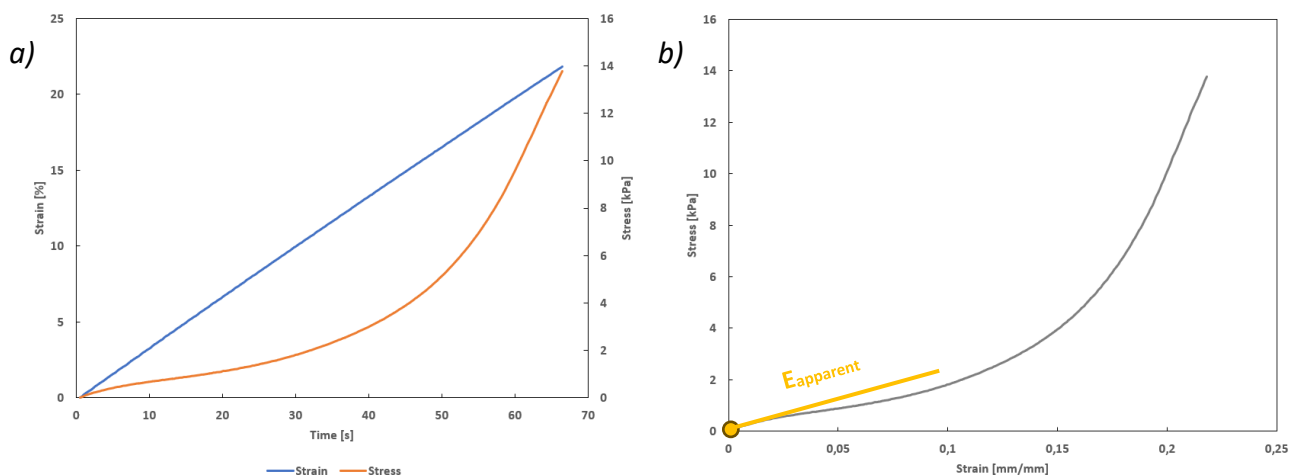 a)
25
20
15
10
5
0
Strain [%]
16
14
12
10
8
6
4
2
0
Stress [kPa]
0 10 20 30 40 50 60 70
Time [s]
Strain Stress
b)
16
14
12
10
8
6
4
2
0
Stress [kPa]
Eapparent
0 0,05 0,1 0,15 0,2 0,25
Strain [mm/mm]